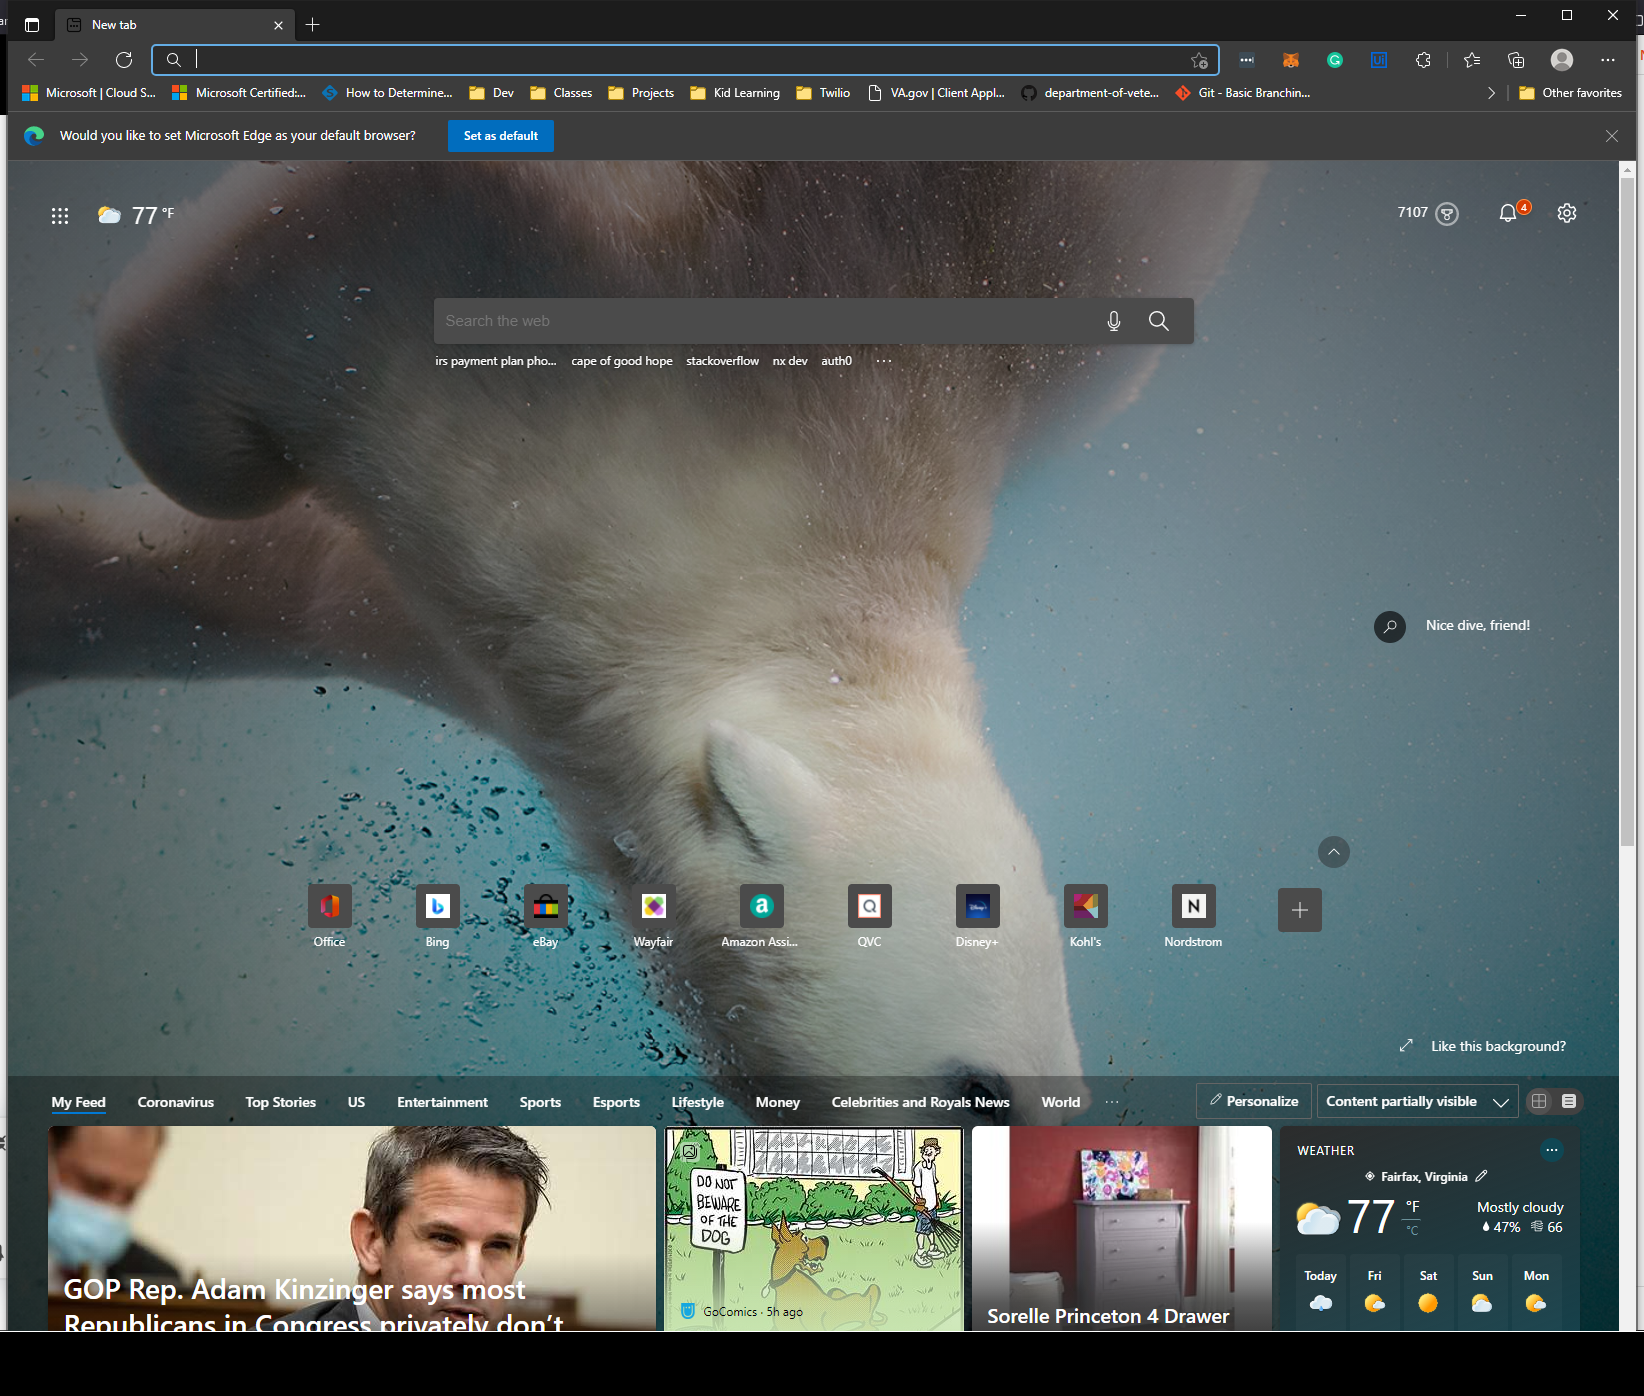 New tab
Microsoft | Cloud S...
Microsoft Certified:...
How to Determine...
Dev
Classes
Projects
Kid Learning
Twilio
VA.gov | Client Appl...
department-of-vete...
Git - Basic Branchin...
Other favorites
Would you like to set Microsoft Edge as your default browser?
Set as default
77 °F
7107
4
Search the web
irs payment plan pho...
cape of good hope
stackoverflow
nx dev
auth0
Nice dive, friend!
Office
Bing
eBay
Wayfair
Amazon Assi...
QVC
Disney+
Kohl's
Nordstrom
Like this background?
My Feed
Coronavirus
Top Stories
US
Entertainment
Sports
Esports
Lifestyle
Money
Celebrities and Royals News
World
Personalize
Content partially visible
GOP Rep. Adam Kinzinger says most
Republicans in Congress privately don't
DO NOT
BEWARE
OF THE
DOG
GoComics · 5h ago
Sorelle Princeton 4 Drawer
WEATHER
Fairfax, Virginia
77 °F
°C
Mostly cloudy
47% 66
Today
Fri
Sat
Sun
Mon